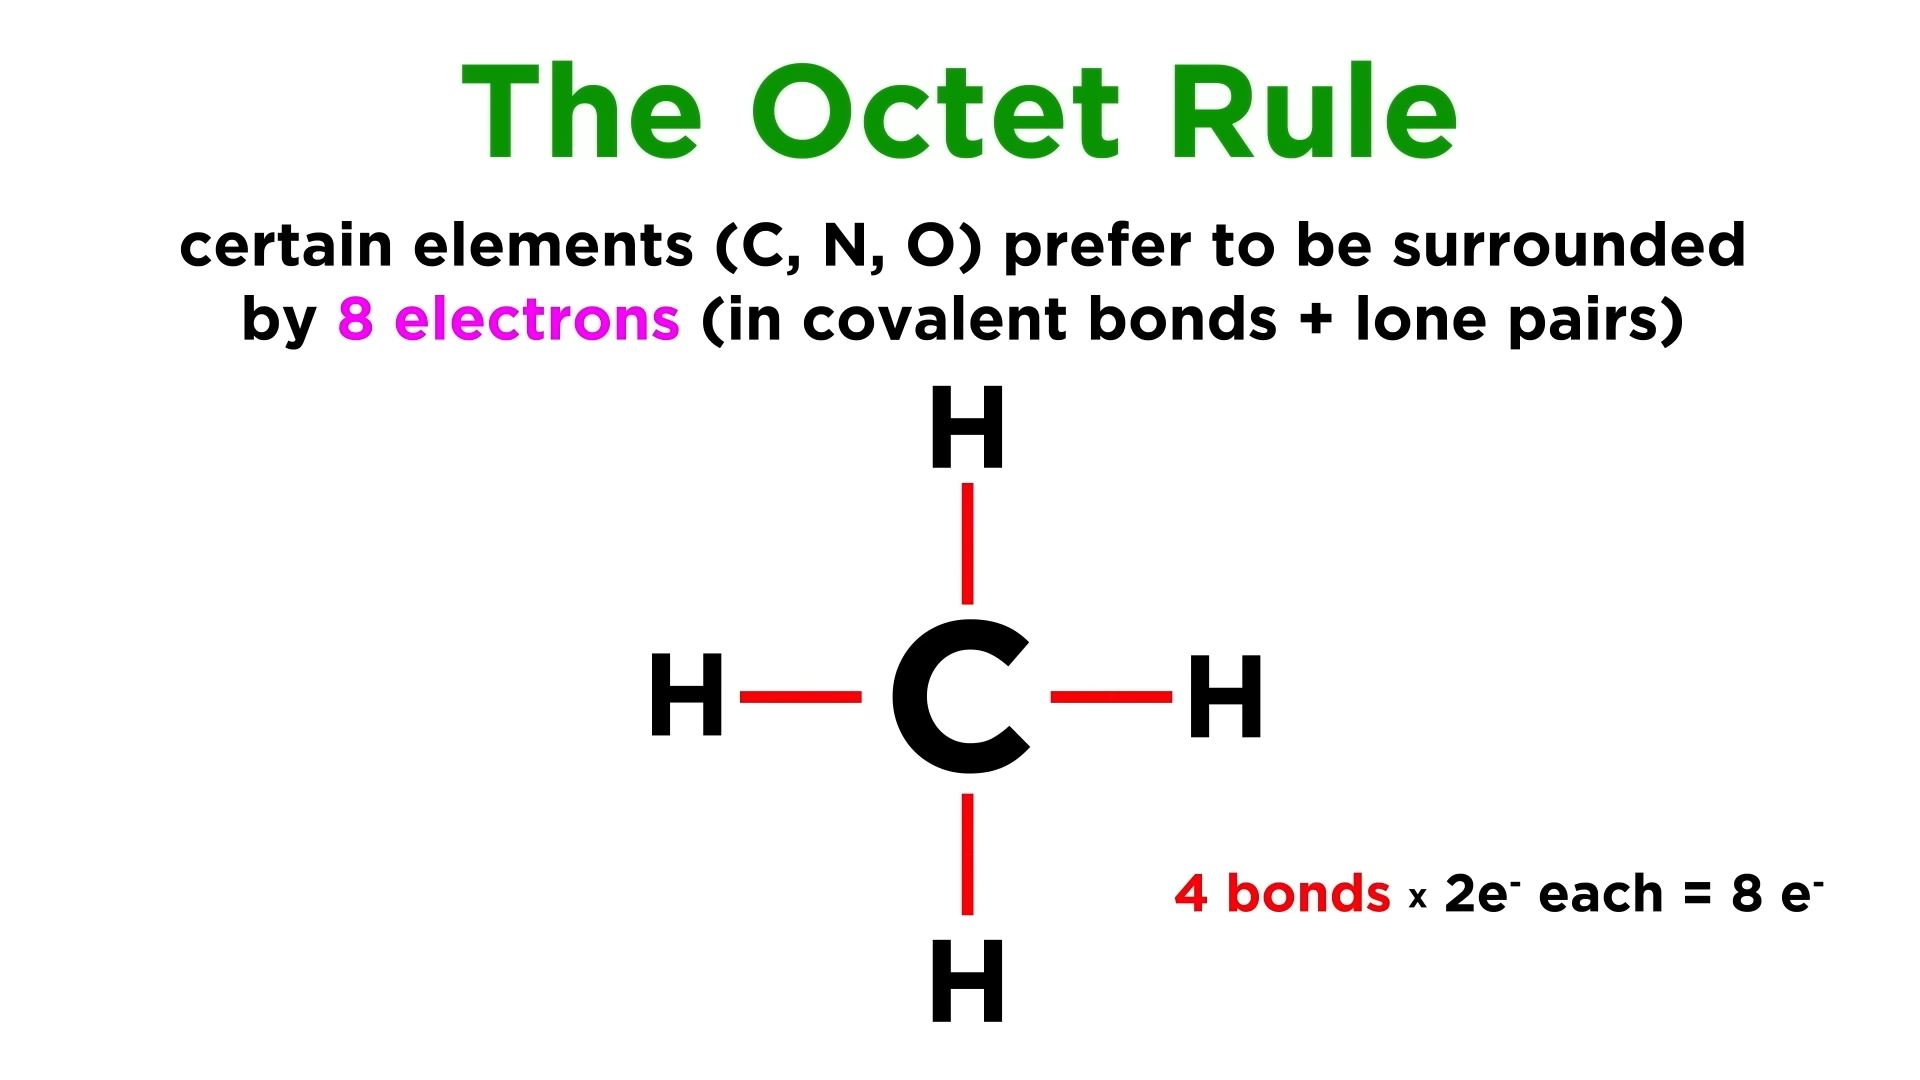 The Octet Rule
certain elements (C, N, O) prefer to be surrounded
by 8 electrons (in covalent bonds + lone pairs)
H
H C H
4 bonds x 2e⁻ each = 8 e⁻
H